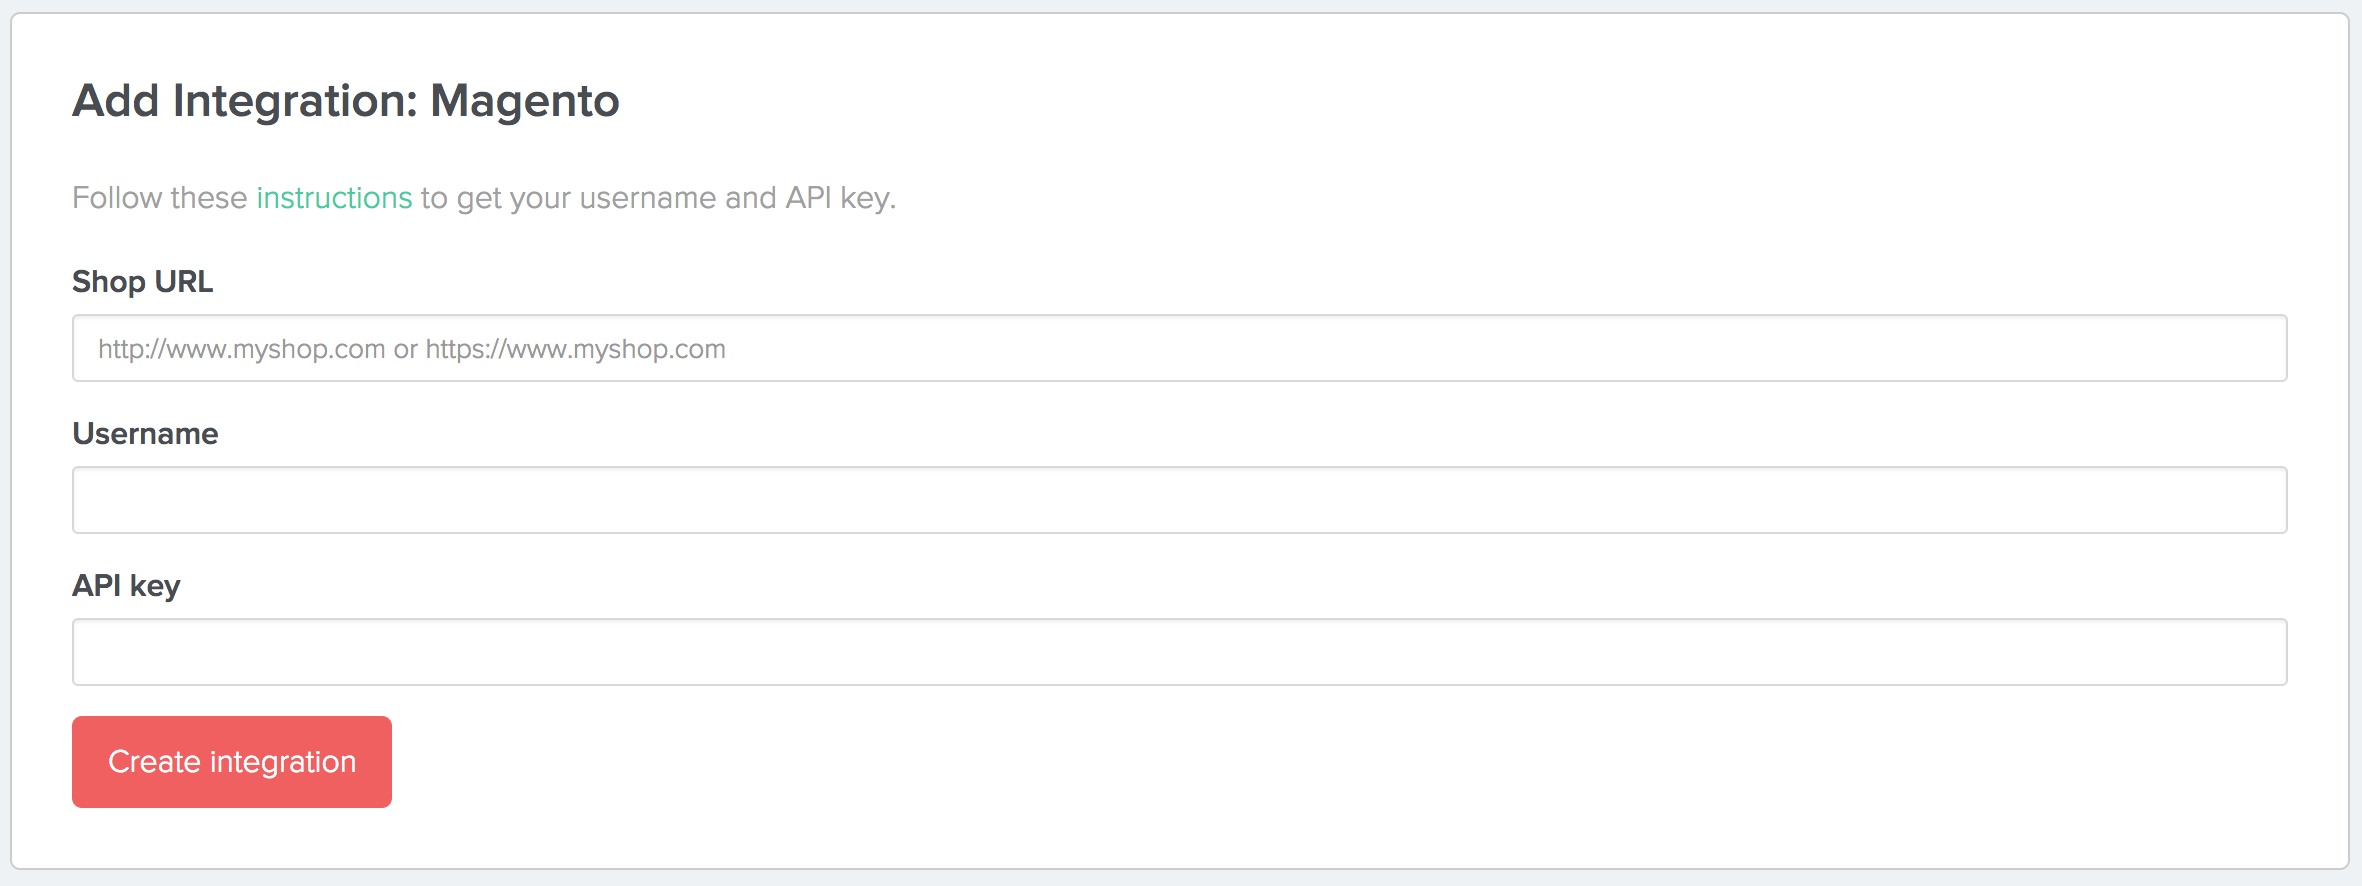 Add Integration: Magento
Follow these instructions to get your username and API key.
Shop URL
http://www.myshop.com or https://www.myshop.com
Username
API key
Create integration